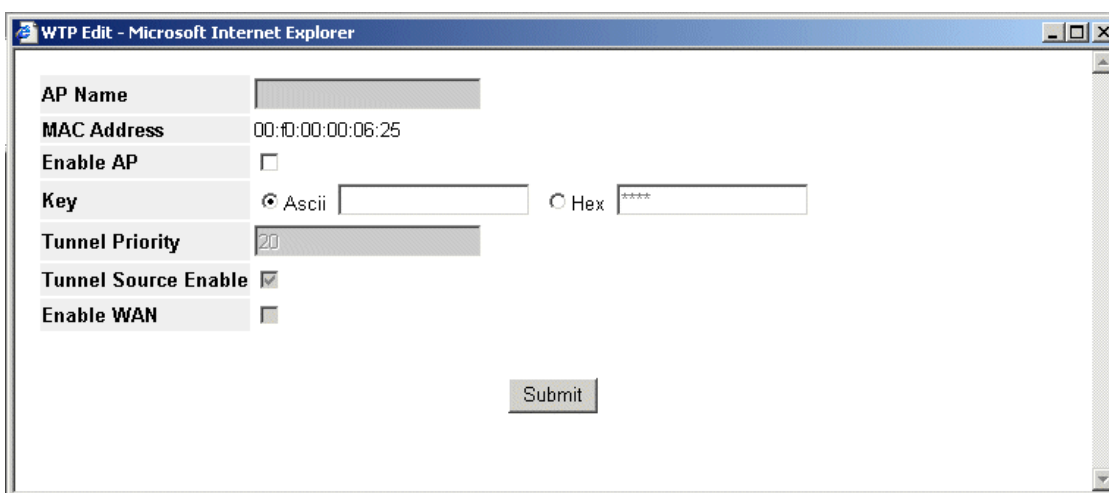 WTP Edit - Microsoft Internet Explorer
AP Name
MAC Address 00:f0:00:00:06:25
Enable AP
Key Ascii Hex ****
Tunnel Priority 20
Tunnel Source Enable
Enable WAN
Submit